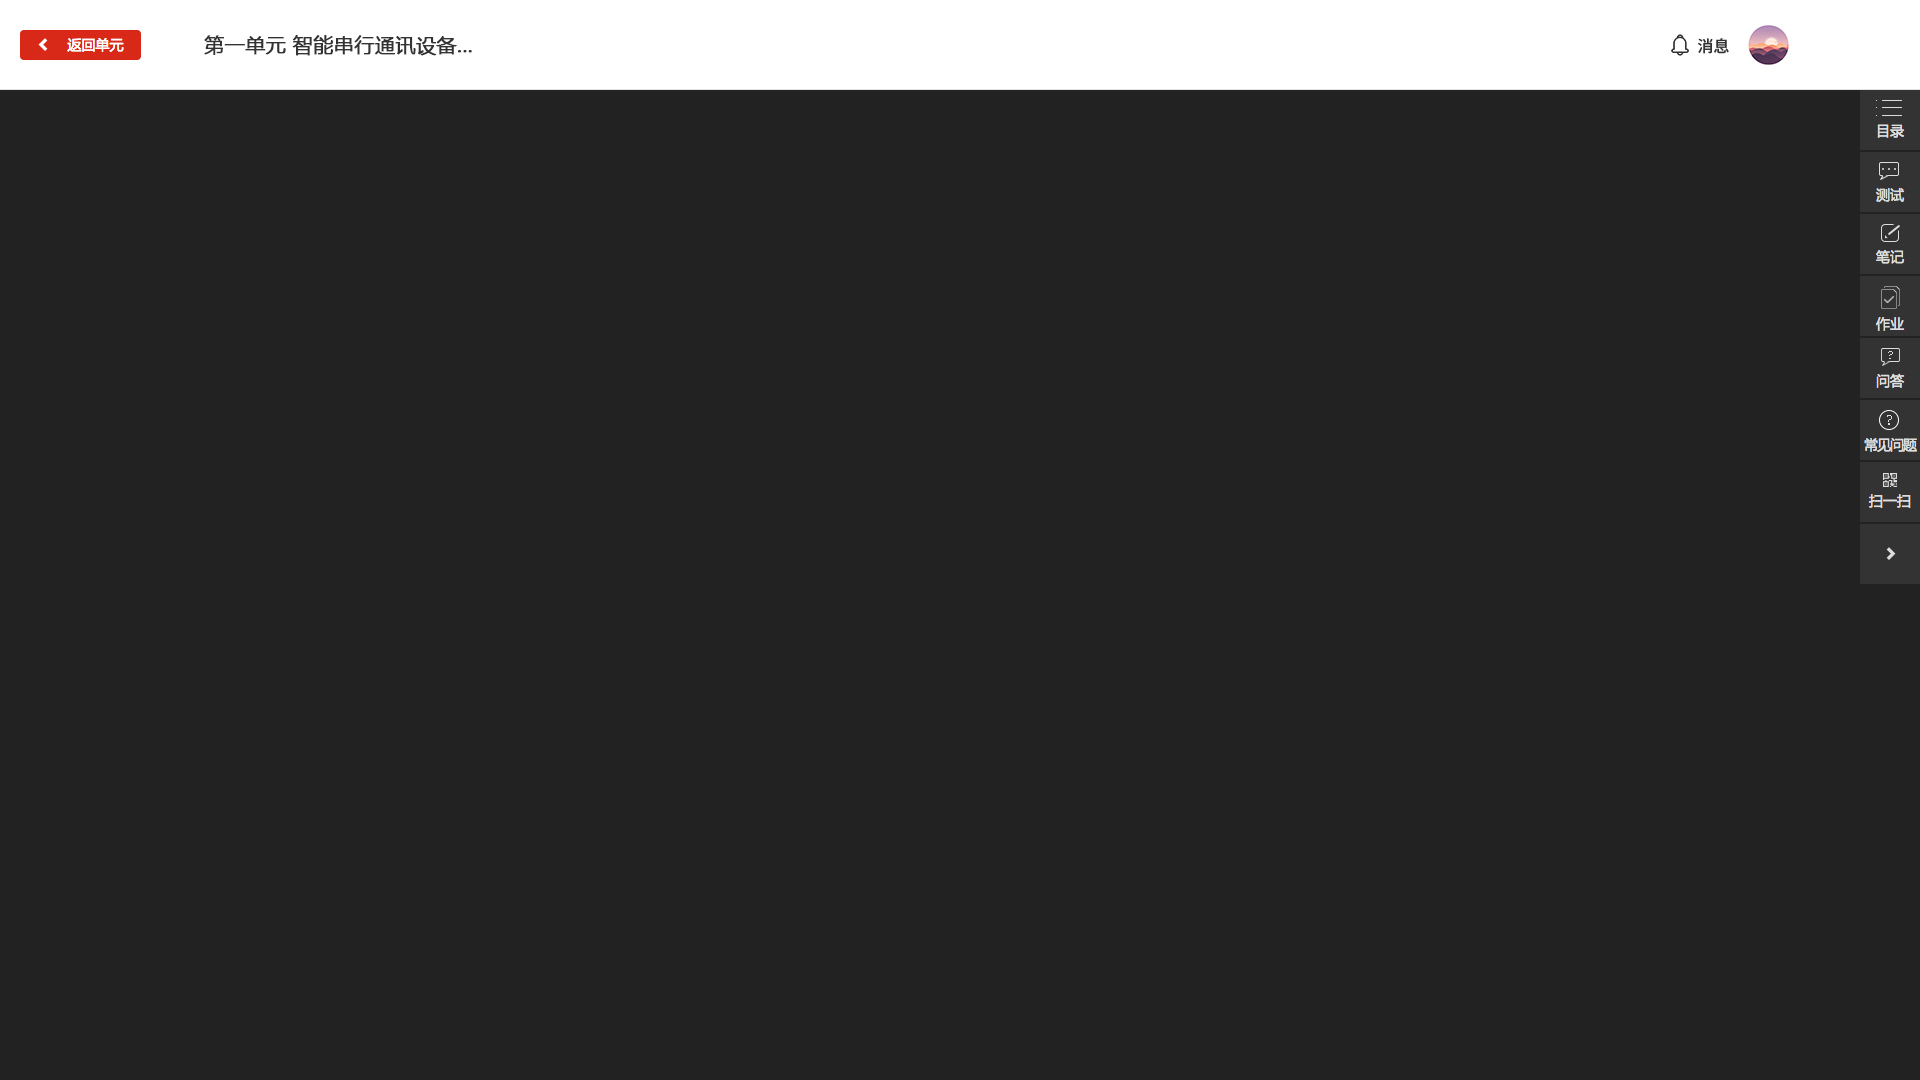 返回单元
第一单元 智能串行通讯设备...
消息
目录
测试
笔记
作业
问答
常见问题
扫一扫